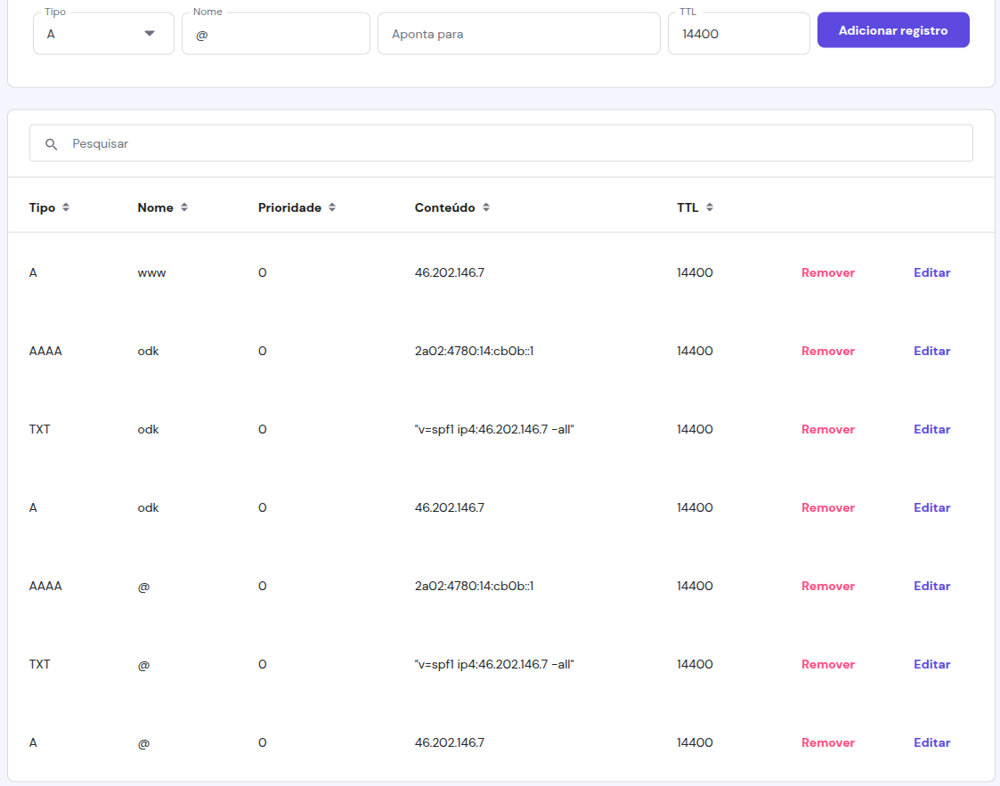 Tipo Nome TTL
A @ Aponta para 14400 Adicionar registro
Pesquisar
Tipo Nome Prioridade Conteúdo TTL
A www 0 46.202.146.7 14400 Remover Editar
AAAA odk 0 2a02:4780:14:cb0b::1 14400 Remover Editar
TXT odk 0 "v=spf1 ip4:46.202.146.7 -all" 14400 Remover Editar
A odk 0 46.202.146.7 14400 Remover Editar
AAAA @ 0 2a02:4780:14:cb0b::1 14400 Remover Editar
TXT @ 0 "v=spf1 ip4:46.202.146.7 -all" 14400 Remover Editar
A @ 0 46.202.146.7 14400 Remover Editar